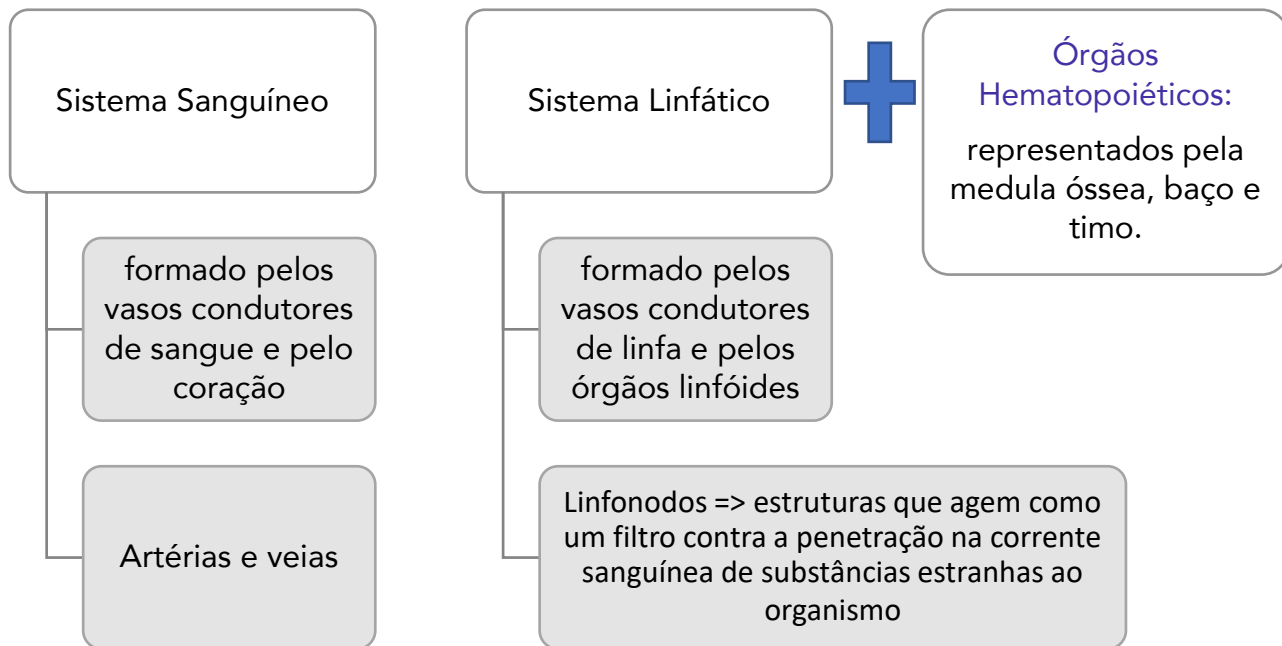 Sistema Sanguíneo
formado pelos
vasos condutores
de sangue e pelo
coração
Artérias e veias
Sistema Linfático
formado pelos
vasos condutores
de linfa e pelos
órgãos linfóides
Linfonodos => estruturas que agem como
um filtro contra a penetração na corrente
sanguínea de substâncias estranhas ao
organismo
Órgãos
Hematopoiéticos:
representados pela
medula óssea, baço e
timo.